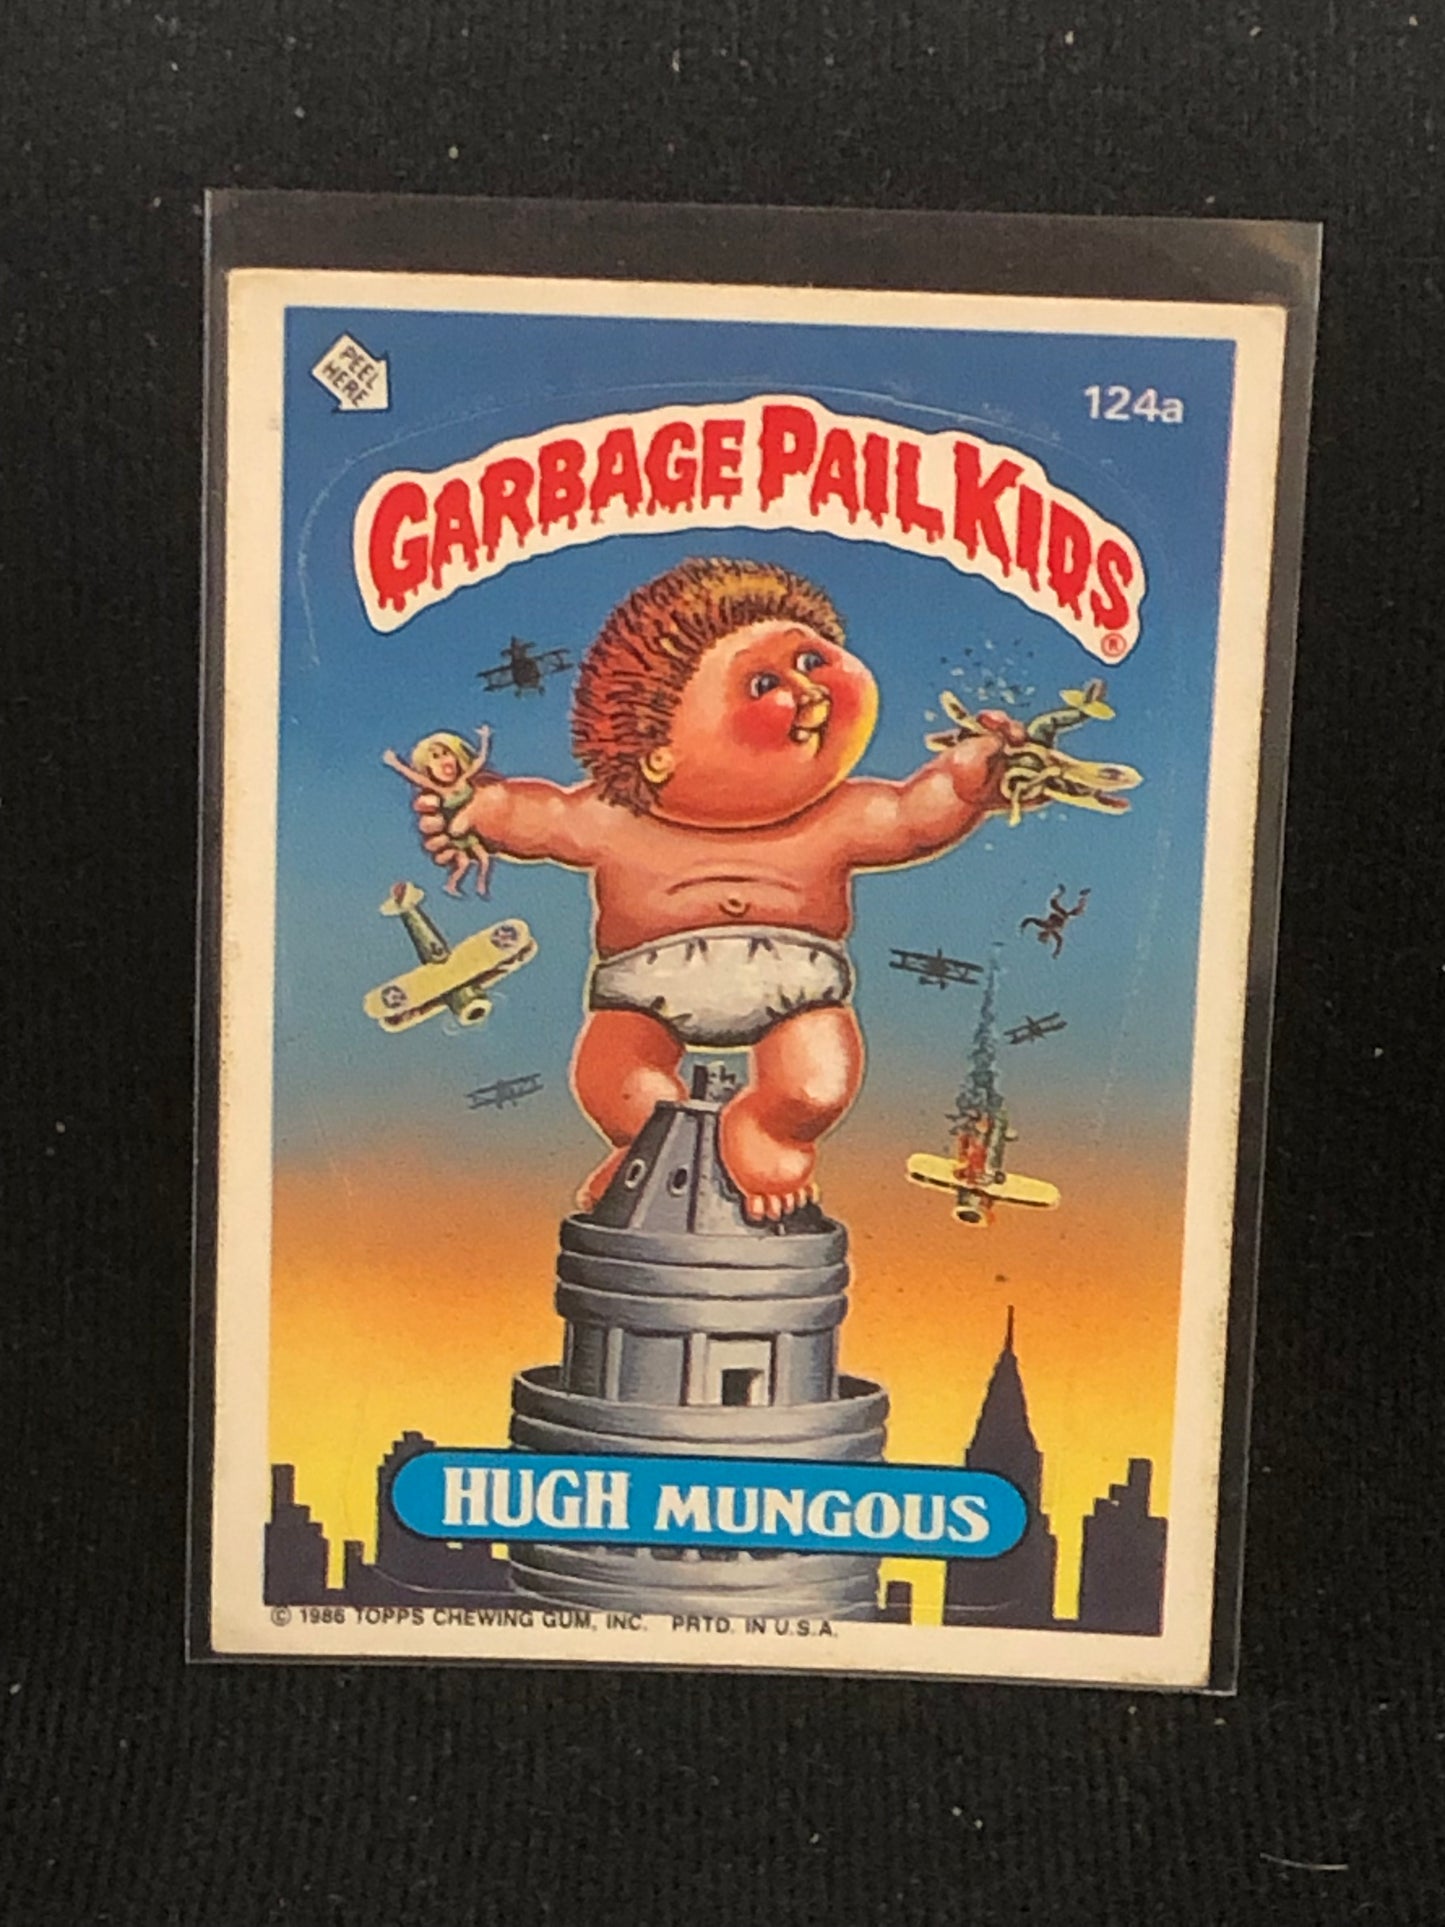 PEEL
HERE
124a
GARBAGE PAIL KIDS®
HUGH MUNGOUS
© 1986 TOPPS CHEWING GUM, INC. PRTD. IN U.S.A.